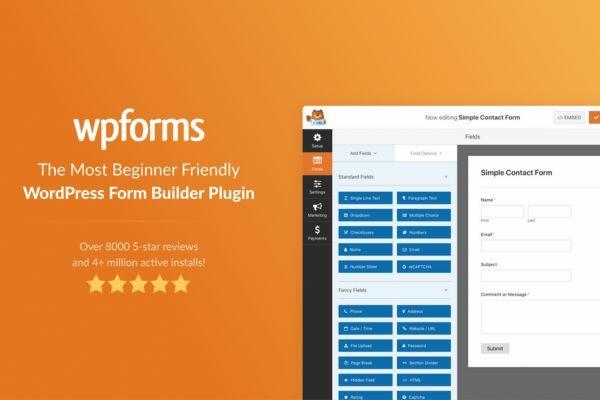 wpforms
The Most Beginner Friendly
WordPress Form Builder Plugin
Over 8000 5-star reviews
and 4+ million active installs!
Now editing Simple Contact Form
</> EMBED
Setup
Fields
Settings
Marketing
Payments
Fields
Add Fields
Field Options
Standard Fields
Single Line Text
Paragraph Text
Dropdown
Multiple Choice
Checkboxes
Numbers
Name
Email
Number Slider
reCAPTCHA
Fancy Fields
Phone
Address
Date / Time
Website / URL
File Upload
Password
Page Break
Section Divider
Hidden Field
HTML
Rating
Captcha
Simple Contact Form
Name *
First
Last
Email *
Subject
Comment or Message *
Submit